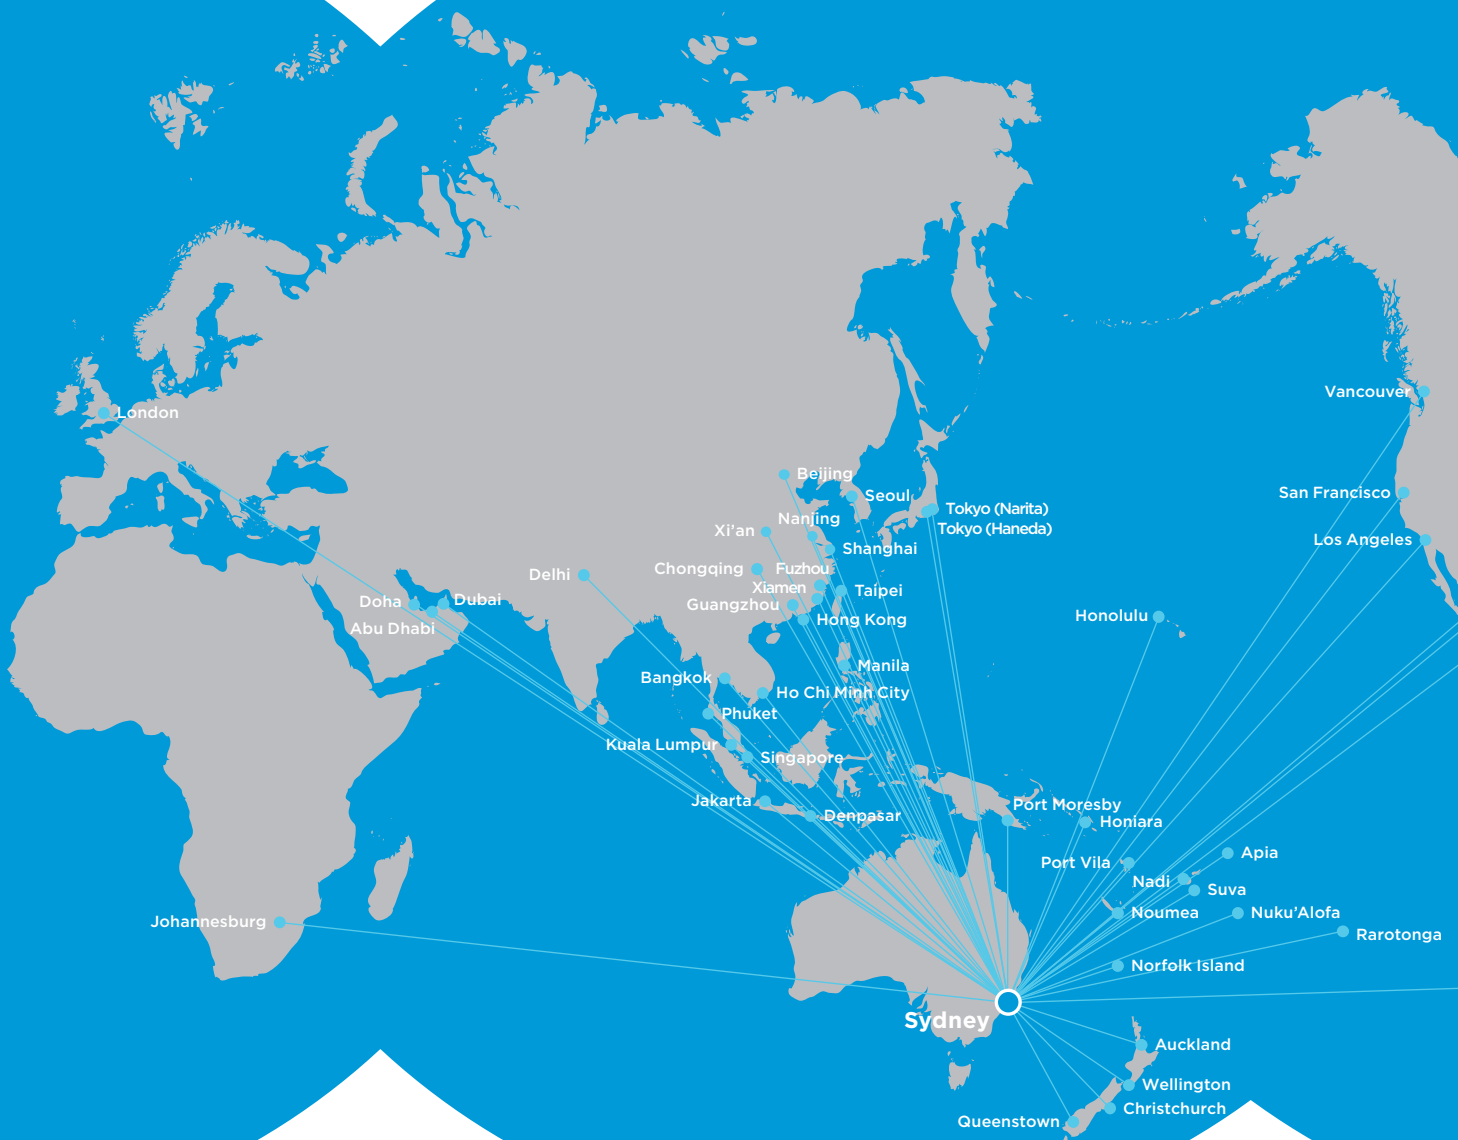 Vancouver
London
Beijing
San Francisco
Seoul
Tokyo (Narita)
Nanjing
Tokyo (Haneda)
Xi’an
Los Angeles
Shanghai
Chongqing
Fuzhou
Delhi
Xiamen
Taipei
Dubai
Doha
Guangzhou
Honolulu
Hong Kong
Abu Dhabi
Manila
Bangkok
Ho Chi Minh City
Phuket
Kuala Lumpur
Singapore
Jakarta
Port Moresby
Denpasar
Honiara
Apia
Port Vila
Nadi
Suva
Noumea
Nuku’Alofa
Johannesburg
Rarotonga
Norfolk Island
Sydney
Auckland
Wellington
Christchurch
Queenstown